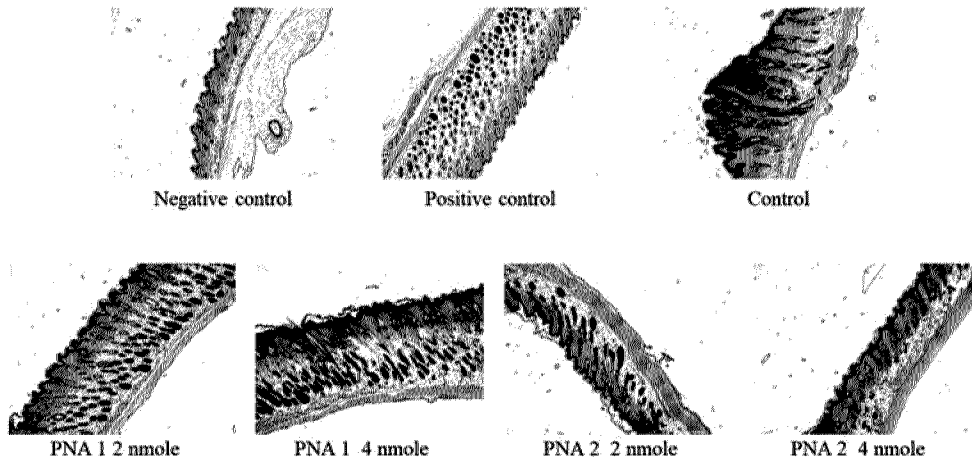 Negative control
Positive control
Control
PNA 1 2 nmole
PNA 1 4 nmole
PNA 2 2 nmole
PNA 2 4 nmole